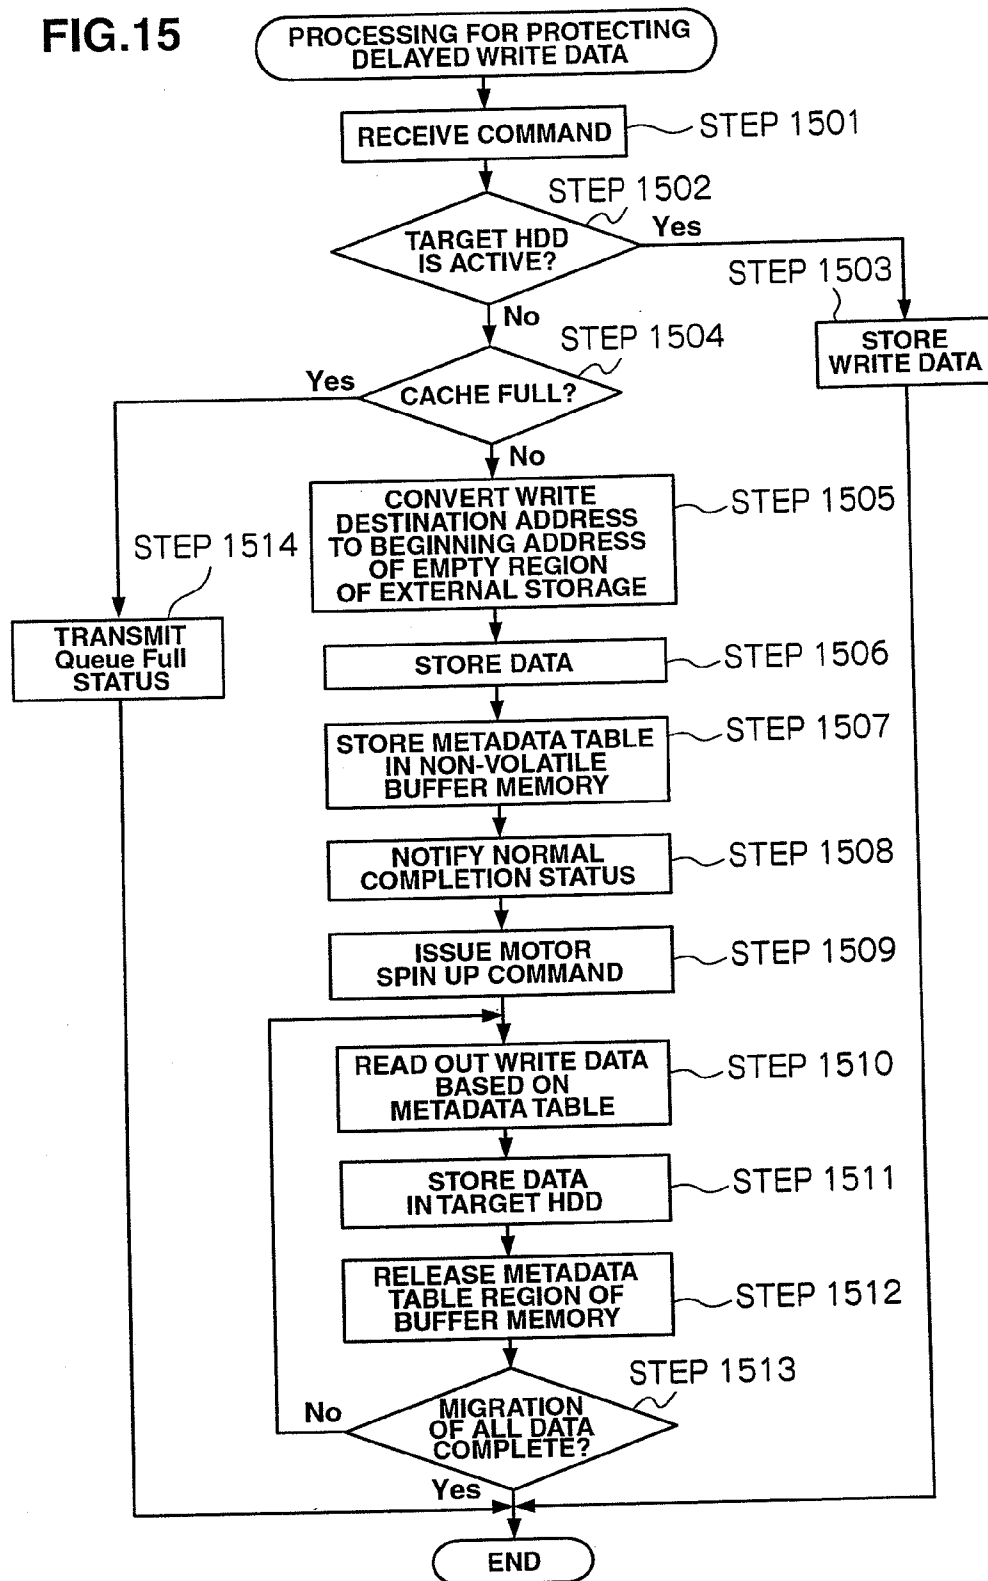 FIG.15
PROCESSING FOR PROTECTING
DELAYED WRITE DATA
RECEIVE COMMAND
STEP 1501
STEP 1502
TARGET HDD
IS ACTIVE?
Yes
STEP 1503
STORE
WRITE DATA
No
STEP 1504
CACHE FULL?
Yes
No
CONVERT WRITE
DESTINATION ADDRESS
TO BEGINNING ADDRESS
OF EMPTY REGION
OF EXTERNAL STORAGE
STEP 1505
STEP 1514
TRANSMIT
Queue Full
STATUS
STORE DATA
STEP 1506
STORE METADATA TABLE
IN NON-VOLATILE
BUFFER MEMORY
STEP 1507
NOTIFY NORMAL
COMPLETION STATUS
STEP 1508
ISSUE MOTOR
SPIN UP COMMAND
STEP 1509
READ OUT WRITE DATA
BASED ON
METADATA TABLE
STEP 1510
STORE DATA
IN TARGET HDD
STEP 1511
RELEASE METADATA
TABLE REGION OF
BUFFER MEMORY
STEP 1512
STEP 1513
MIGRATION
OF ALL DATA
COMPLETE?
No
Yes
END